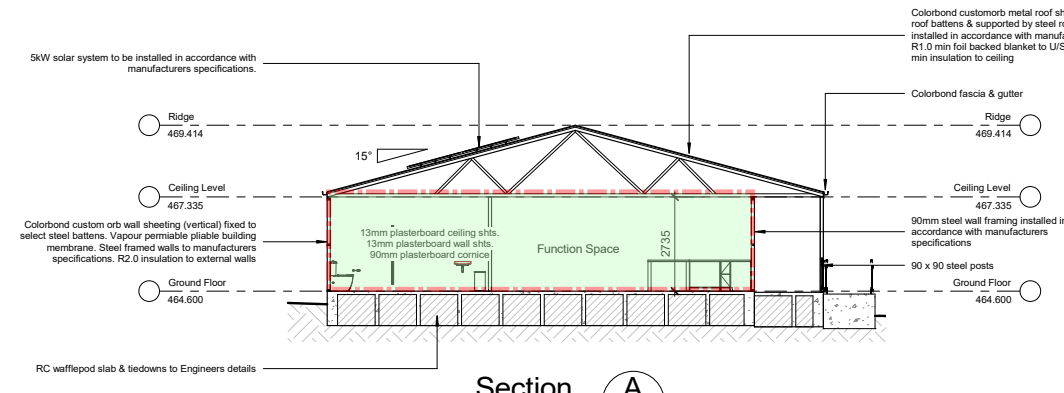 Colorbond customorb metal roof
roof battens & supported by steel
installed in accordance with
R1.0 min foil backed blanket to U/S
min insulation to ceiling
5kW solar system to be installed in accordance with
manufacturers specifications.
Colorbond fascia & gutter
Ridge
469.414
Ridge
469.414
15°
Ceiling Level
467.335
Ceiling Level
467.335
Colorbond custom orb wall sheeting (vertical) fixed to
select steel battens. Vapour permiable pliable building
membrane. Steel framed walls to manufacturers
specifications. R2.0 insulation to external walls
13mm plasterboard ceiling shts.
13mm plasterboard wall shts.
90mm plasterboard cornice
Function Space
2735
90mm steel wall framing installed in
accordance with manufacturers
specifications
90 x 90 steel posts
Ground Floor
464.600
Ground Floor
464.600
RC wafflepod slab & tiedowns to Engineers details
Section
A